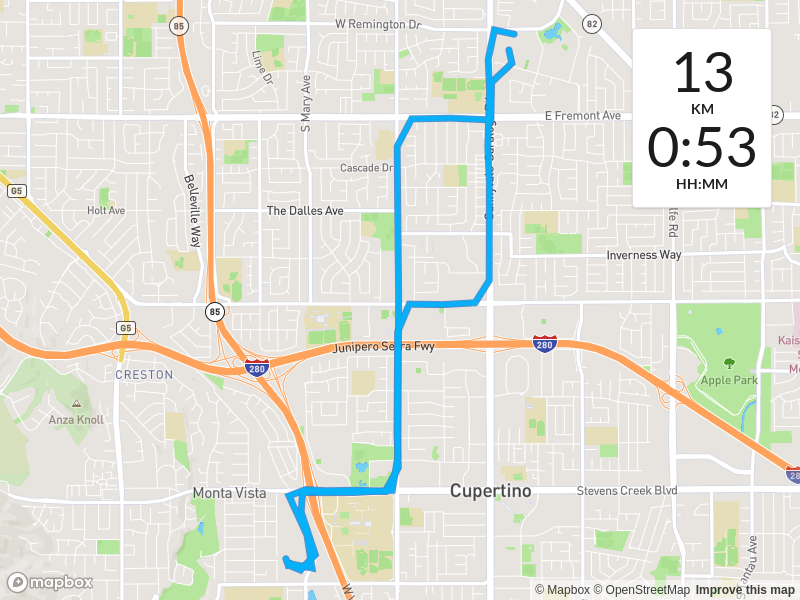 W Remington Dr
85
82
Lime Dr
S Mary Ave
13
KM
0:53
HH:MM
E Fremont Ave
82
Cascade Dr
G5
Belleville Way
Holt Ave
The Dalles Ave
Inverness Way
85
G5
Junipero Serra Fwy
280
280
CRESTON
Apple Park
Anza Knoll
Monta Vista
Cupertino
Stevens Creek Blvd
280
mapbox
© Mapbox © OpenStreetMap Improve this map